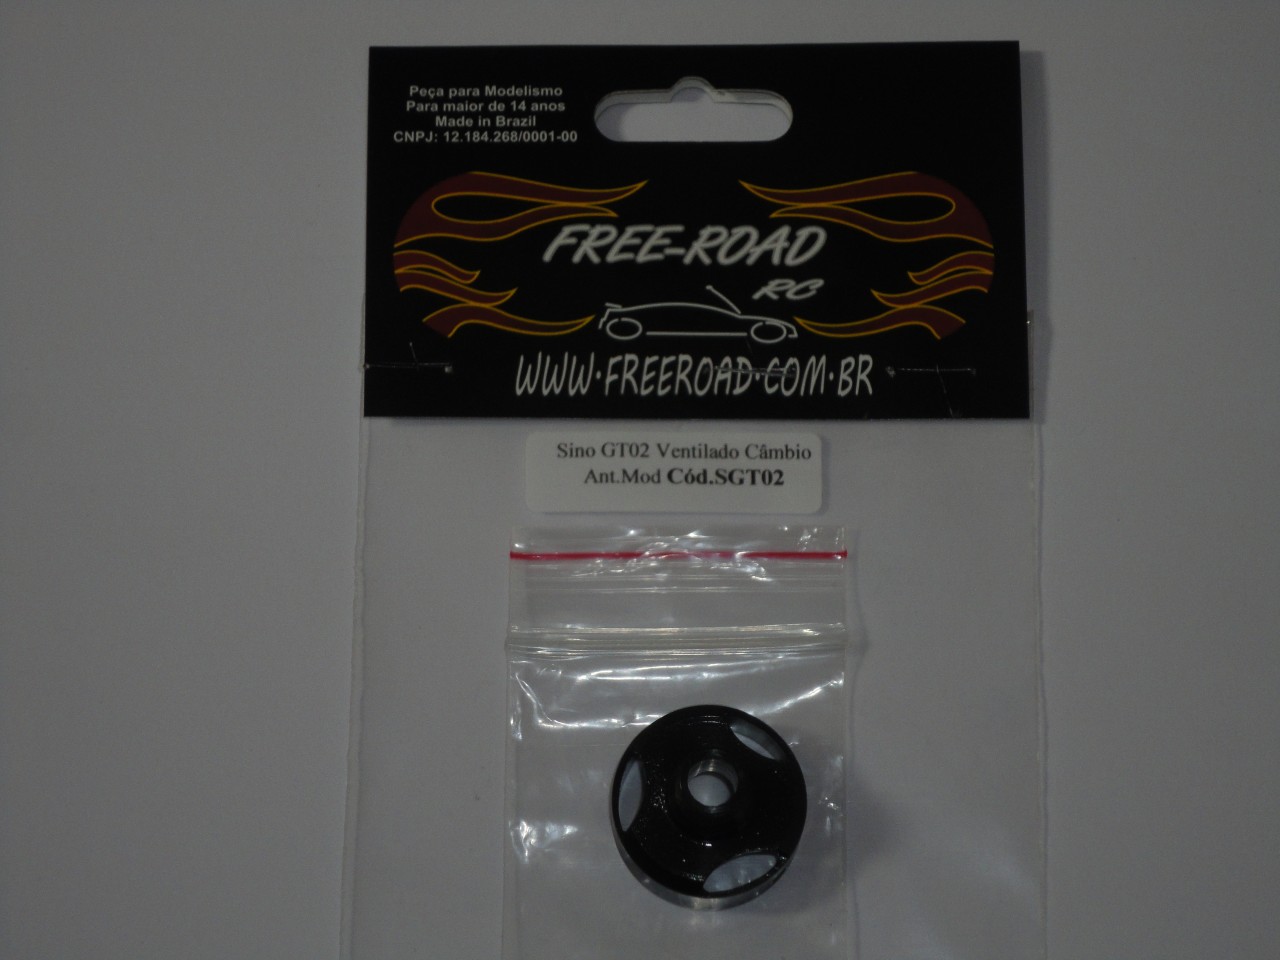 Peça para Modelismo
Para maior de 14 anos
Made in Brazil
CNPJ: 12.184.268/0001-00
FREE-ROAD
RC
WWW.FREEROAD.COM.BR
Sino GT02 Ventilado Câmbio
Ant.Mod Cód.SGT02